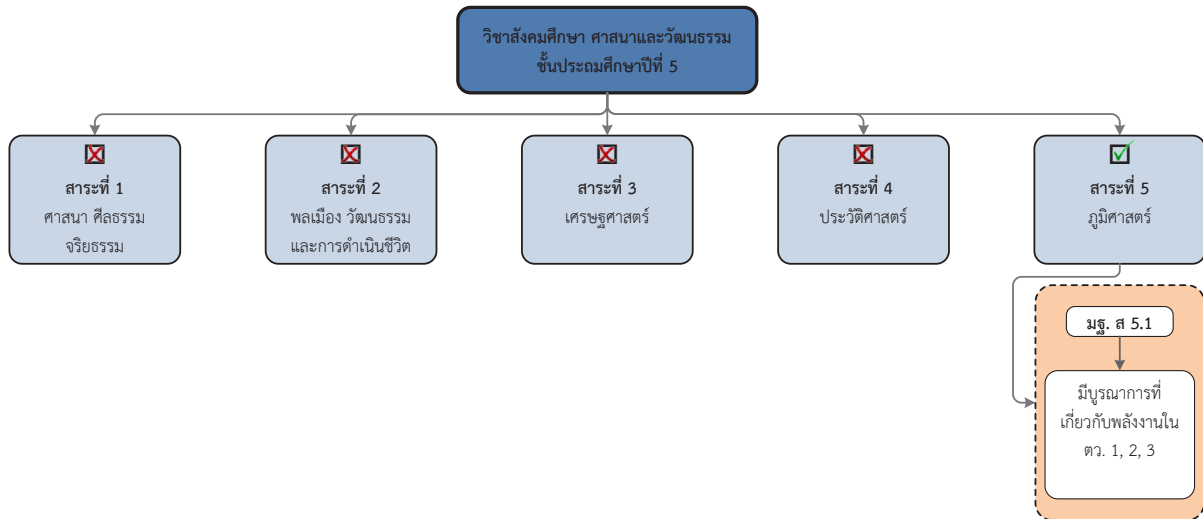 วิชาสังคมศึกษา ศาสนาและวัฒนธรรม
ชั้นประถมศึกษาปีที่ 5
สาระที่ 1
ศาสนา ศีลธรรม
จริยธรรม
สาระที่ 2
พลเมือง วัฒนธรรม
และการดำเนินชีวิต
สาระที่ 3
เศรษฐศาสตร์
สาระที่ 4
ประวัติศาสตร์
สาระที่ 5
ภูมิศาสตร์
มฐ. ส 5.1
มีบูรณาการที่
เกี่ยวกับพลังงานใน
ตว. 1, 2, 3